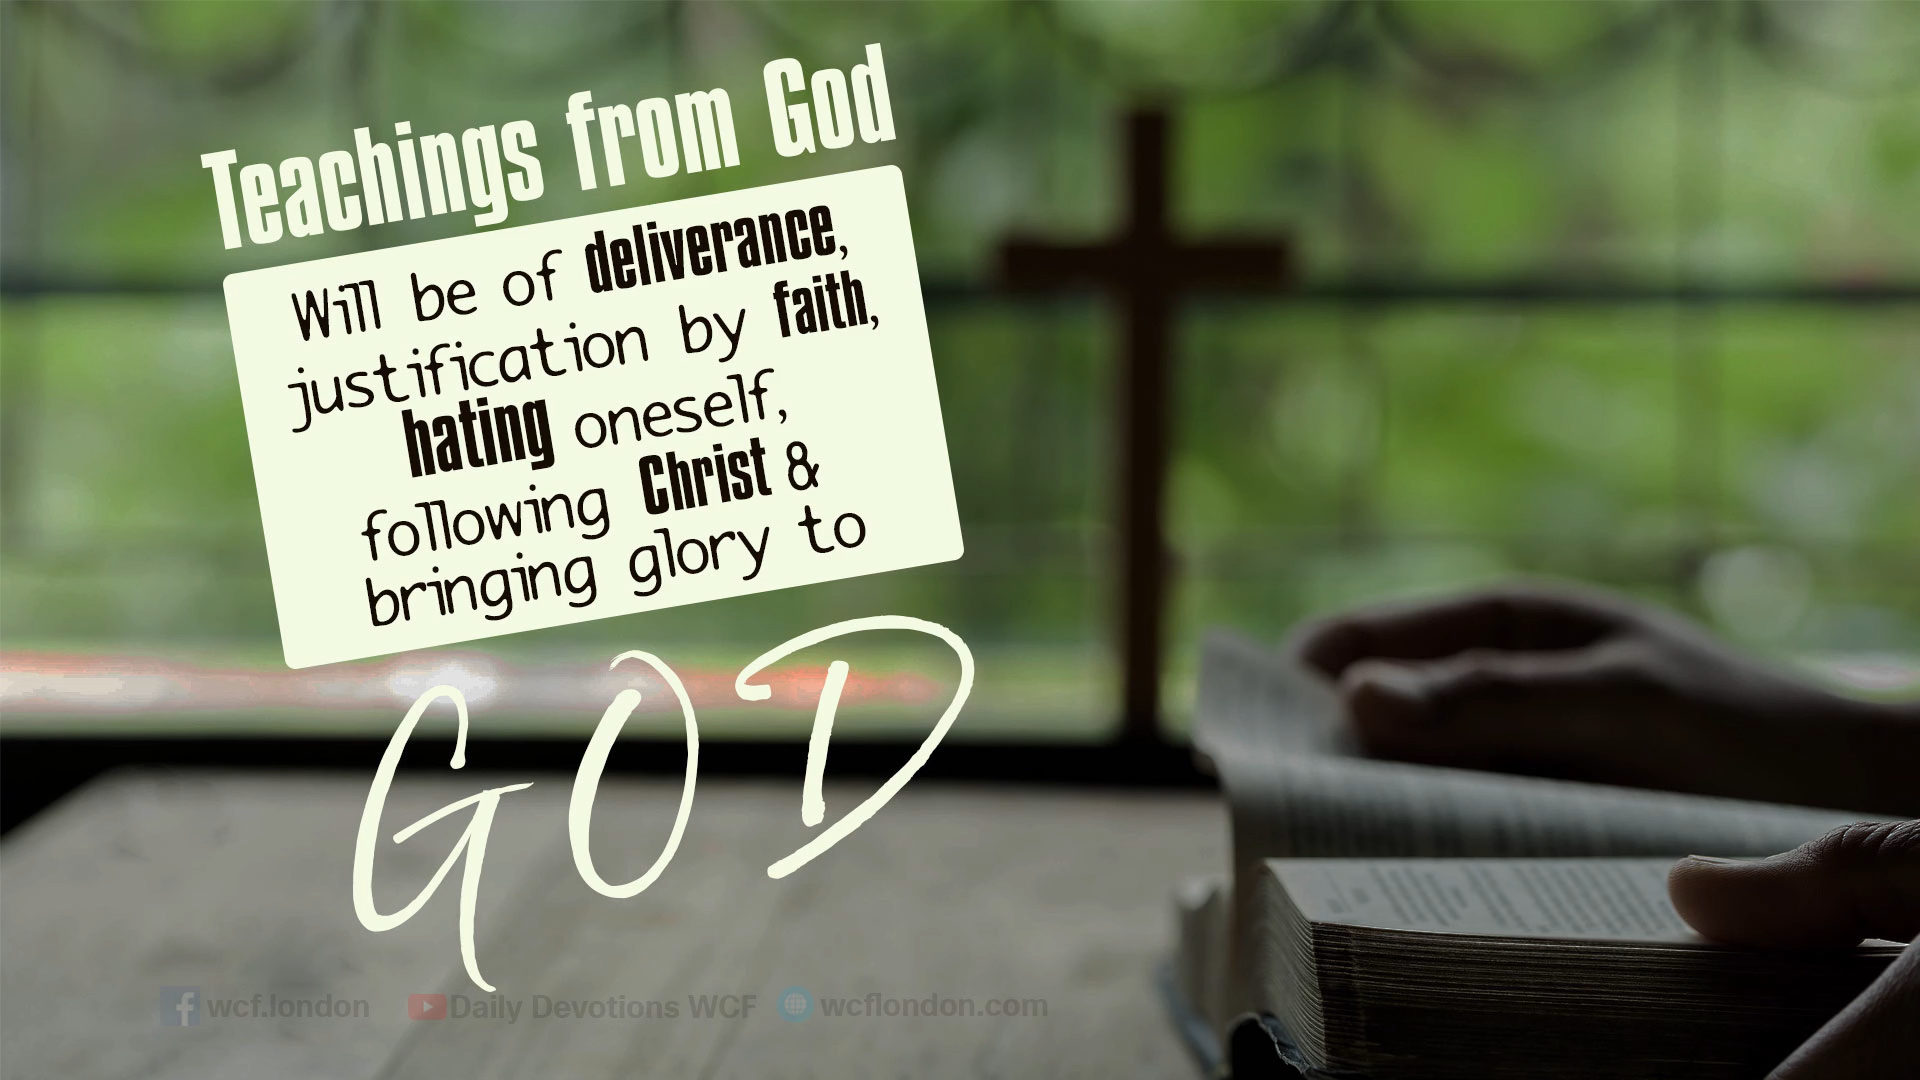 Teachings from God
Will be of deliverance,
justification by faith,
hating oneself,
following Christ &
bringing glory to
GOD
wcf.london Daily Devotions WCF wcflondon.com